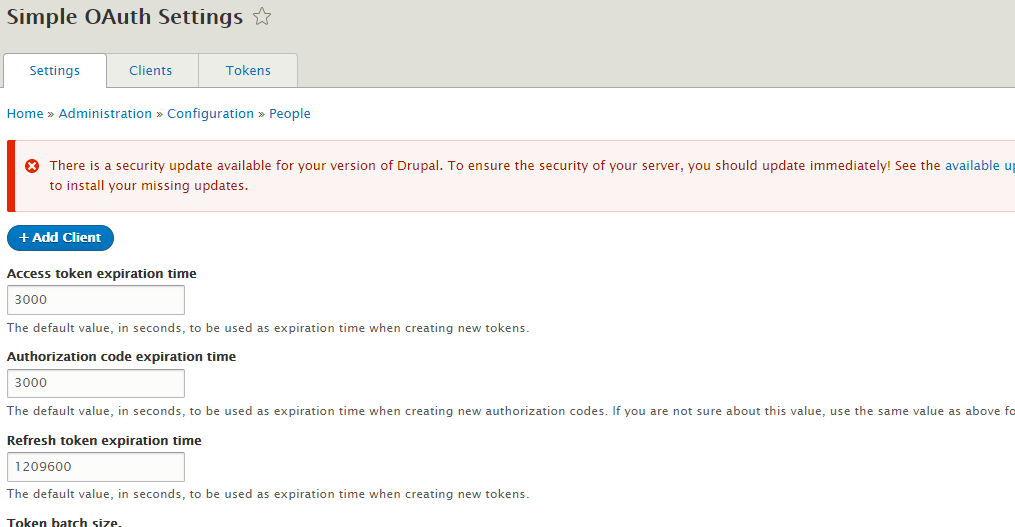 Simple OAuth Settings
Settings Clients Tokens
Home » Administration » Configuration » People
There is a security update available for your version of Drupal. To ensure the security of your server, you should update immediately! See the available
to install your missing updates.
+ Add Client
Access token expiration time
3000
The default value, in seconds, to be used as expiration time when creating new tokens.
Authorization code expiration time
3000
The default value, in seconds, to be used as expiration time when creating new authorization codes. If you are not sure about this value, use the same value as above
Refresh token expiration time
1209600
The default value, in seconds, to be used as expiration time when creating new tokens.
Token batch size.